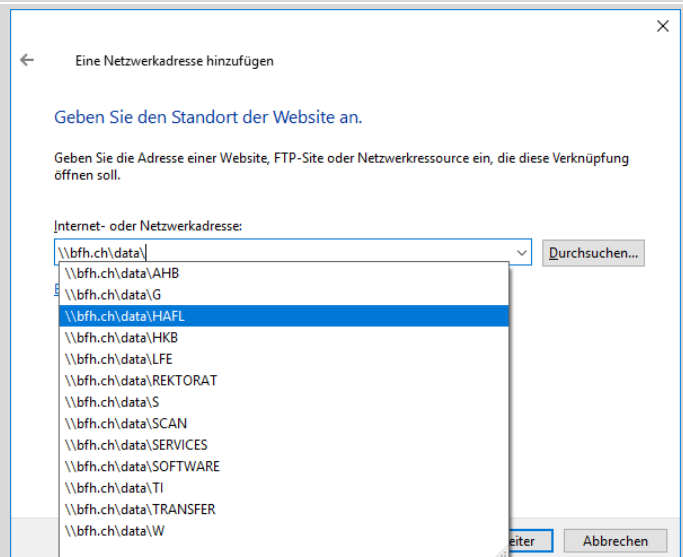 Eine Netzwerkadresse hinzufügen
Geben Sie den Standort der Website an.
Geben Sie die Adresse einer Website, FTP-Site oder Netzwerkressource ein, die diese Verknüpfung
öffnen soll.
Internet- oder Netzwerkadresse:
\\bfh.ch\data\
Durchsuchen...
\\bfh.ch\data\AHB
\\bfh.ch\data\G
\\bfh.ch\data\HAFL
\\bfh.ch\data\HKB
\\bfh.ch\data\LFE
\\bfh.ch\data\REKTORAT
\\bfh.ch\data\S
\\bfh.ch\data\SCAN
\\bfh.ch\data\SERVICES
\\bfh.ch\data\SOFTWARE
\\bfh.ch\data\TI
\\bfh.ch\data\TRANSFER
\\bfh.ch\data\W
eiter
Abbrechen